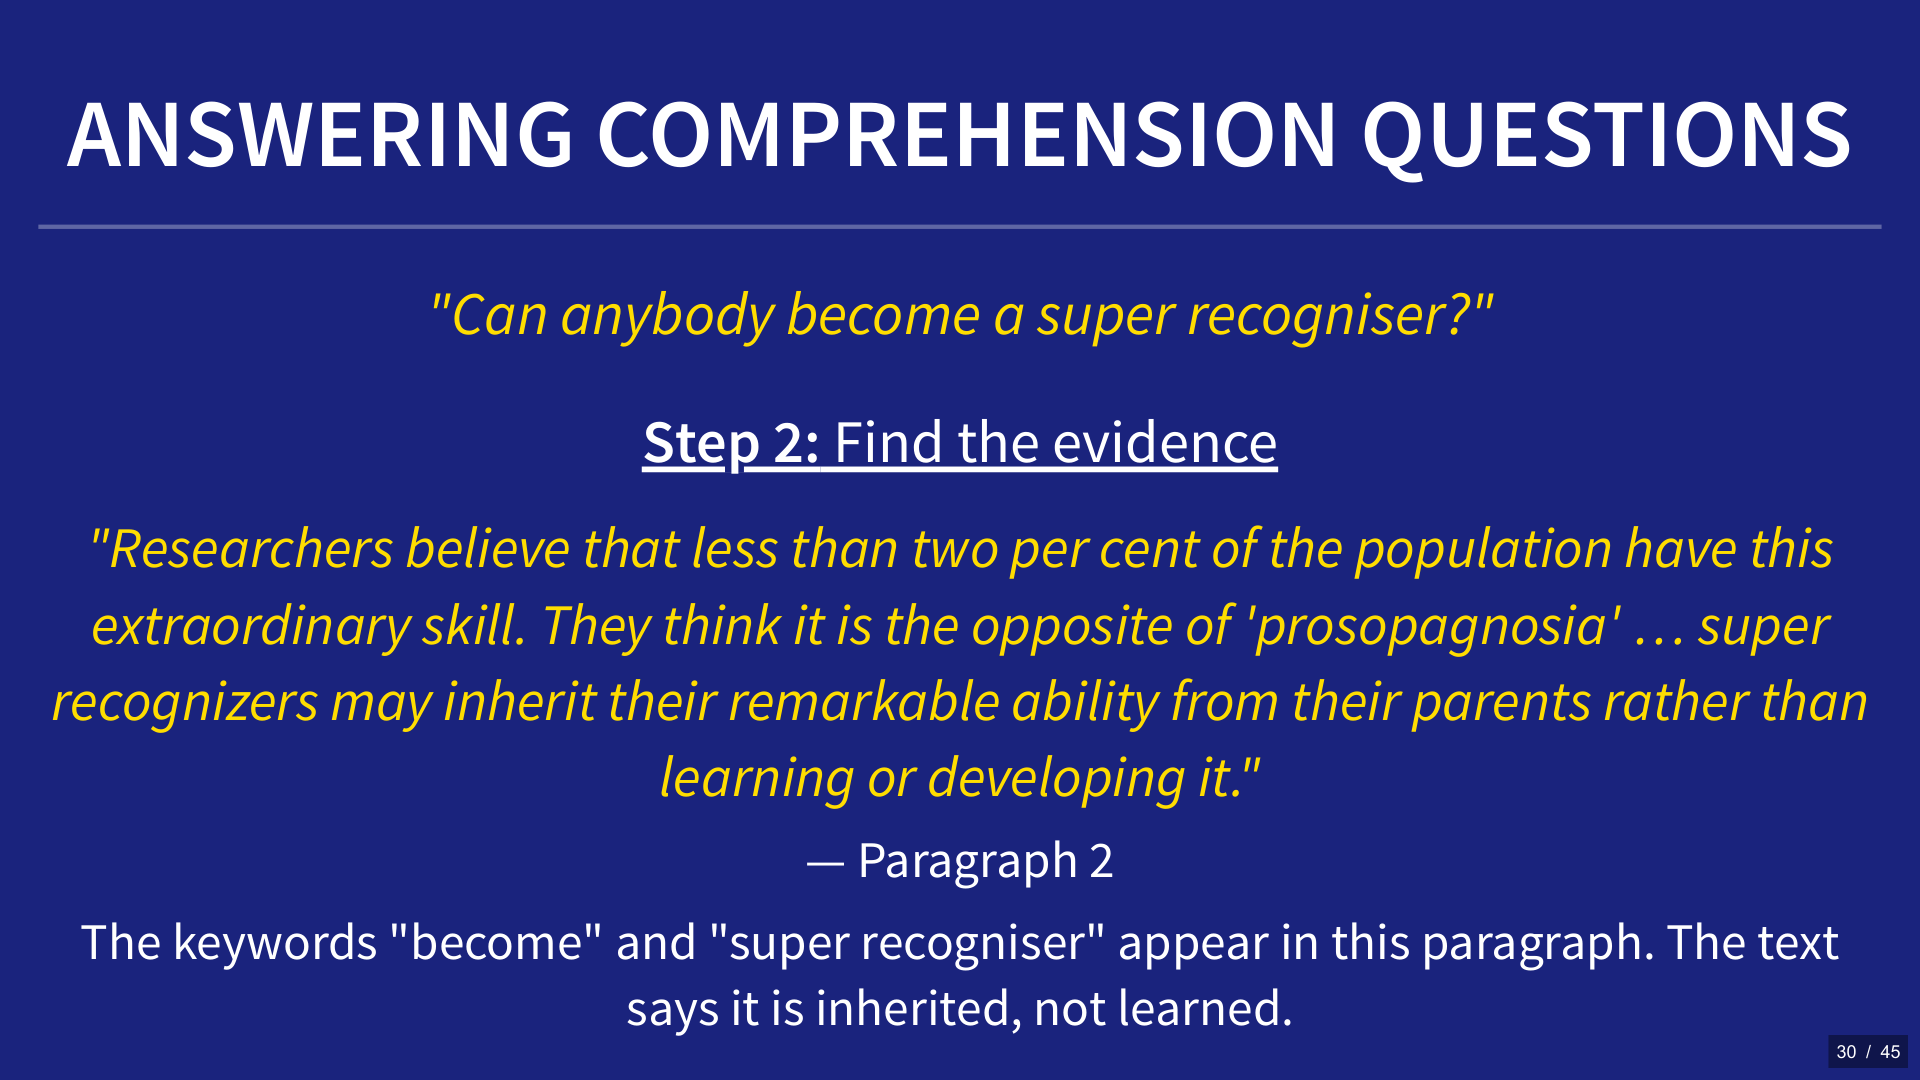 ANSWERING COMPREHENSION QUESTIONS
"Can anybody become a super recogniser?"
Step 2: Find the evidence
"Researchers believe that less than two per cent of the population have this
extraordinary skill. They think it is the opposite of 'prosopagnosia' … super
recognizers may inherit their remarkable ability from their parents rather than
learning or developing it."
— Paragraph 2
The keywords "become" and "super recogniser" appear in this paragraph. The text
says it is inherited, not learned.
30 / 45